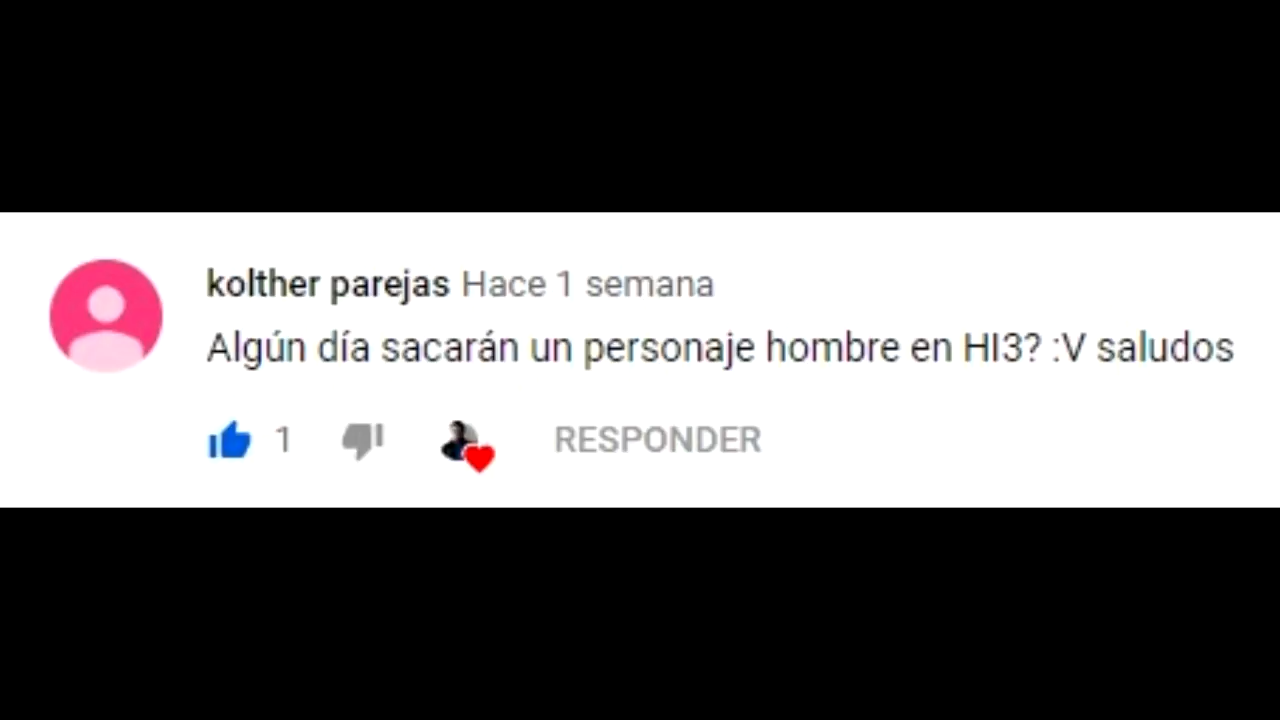 kolther parejas Hace 1 semana
Algún día sacarán un personaje hombre en HI3? :V saludos
1 RESPONDER